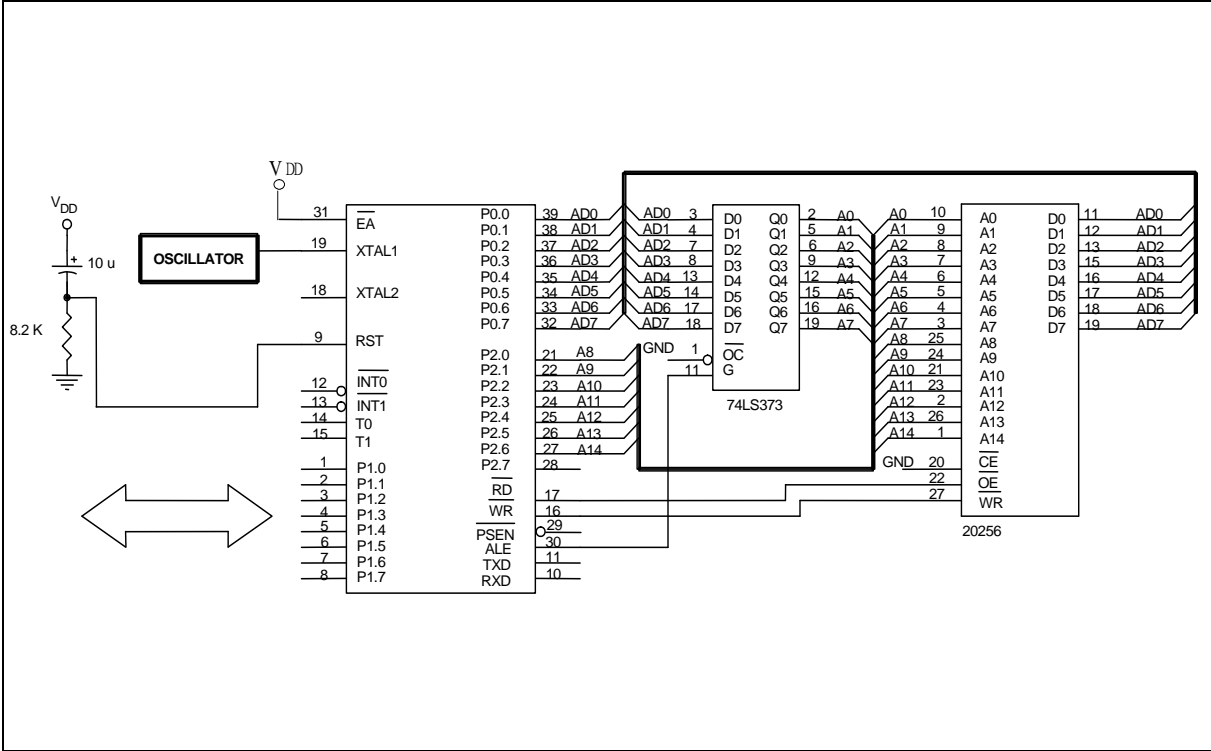 V DD
VDD
+
10 u
8.2 K
OSCILLATOR
31
19
18
9
12
13
14
15
1
2
3
4
5
6
7
8
EA
XTAL1
XTAL2
RST
INT0
INT1
T0
T1
P1.0
P1.1
P1.2
P1.3
P1.4
P1.5
P1.6
P1.7
P0.0 39 AD0
P0.1 38 AD1
P0.2 37 AD2
P0.3 36 AD3
P0.4 35 AD4
P0.5 34 AD5
P0.6 33 AD6
P0.7 32 AD7
P2.0 21 A8
P2.1 22 A9
P2.2 23 A10
P2.3 24 A11
P2.4 25 A12
P2.5 26 A13
P2.6 27 A14
P2.7 28
RD 17
WR 16
PSEN 29
ALE 30
TXD 11
RXD 10
AD0 3 D0 Q0 2 A0
AD1 4 D1 Q1 5 A1
AD2 7 D2 Q2 6 A2
AD3 8 D3 Q3 9 A3
AD4 13 D4 Q4 12 A4
AD5 14 D5 Q5 15 A5
AD6 17 D6 Q6 16 A6
AD7 18 D7 Q7 19 A7
GND 1 OC
11 G
74LS373
A0 10 A0 D0 11 AD0
A1 9 A1 D1 12 AD1
A2 8 A2 D2 13 AD2
A3 7 A3 D3 15 AD3
A4 6 A4 D4 16 AD4
A5 5 A5 D5 17 AD5
A6 4 A6 D6 18 AD6
A7 3 A7 D7 19 AD7
A8 25 A8
A9 24 A9
A10 21 A10
A11 23 A11
A12 2 A12
A13 26 A13
A14 1 A14
GND 20 CE
22 OE
27 WR
20256